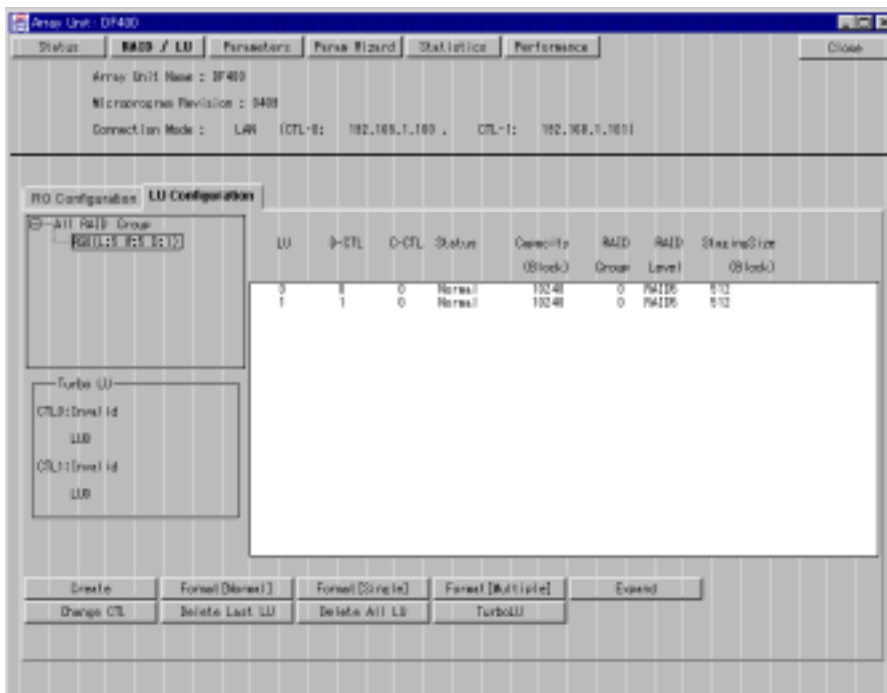 Array Unit : DF400
Status RAID / LU Parameters Param Wizard Statistics Performance Close
Array Unit Name : DF400
Microprogram Revision : 0409
Connection Mode : LAN (CTL-0: 192.168.1.100 , CTL-1: 192.168.1.101)
RG Configuration LU Configuration
All RAID Group
LU D-CTL C-CTL Status Capacity (Block) RAID Group RAID Level StagingSize (Block)
0 0 0 Normal 10240 0 RAID5 512
1 1 0 Normal 10240 0 RAID5 512
Turbo LU
CTL0:Invalid
LU0
CTL1:Invalid
LU0
Create Format[Normal] Format[Single] Format[Multiple] Expand
Change CTL Delete Last LU Delete All LU TurboLU